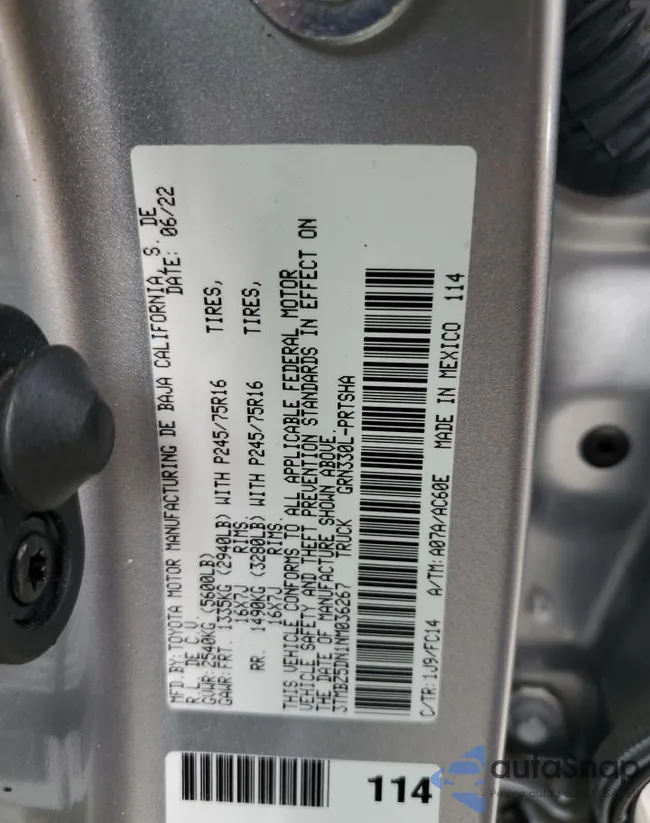 MFD.BY:TOYOTA MOTOR MANUFACTURING DE BAJA CALIFORNIA, S. DE
R.L. DE C.V. DATE: 06/22
GVWR: 2540KG (5600LB)
GAWR:FRT. 1335KG (2940LB) WITH P245/75R16 TIRES,
16X7J RIMS.
RR. 1490KG (3280LB) WITH P245/75R16 TIRES,
16X7J RIMS.
THIS VEHICLE CONFORMS TO ALL APPLICABLE FEDERAL MOTOR
VEHICLE SAFETY AND THEFT PREVENTION STANDARDS IN EFFECT ON
THE DATE OF MANUFACTURE SHOWN ABOVE.
3TMBZ5DN1NM036267 TRUCK GRN330L-PRTSHA
C/TR:1J9/FC14 A/TM:A07A/AC60E MADE IN MEXICO 114
114
autoSnap